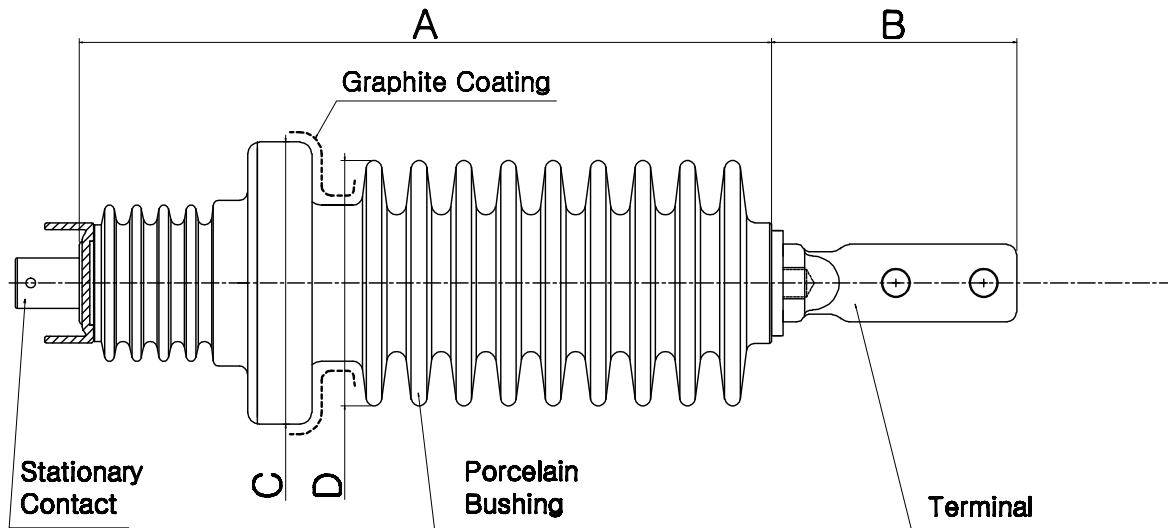 A
B
Graphite Coating
Stationary
Contact
C
D
Porcelain
Bushing
Terminal